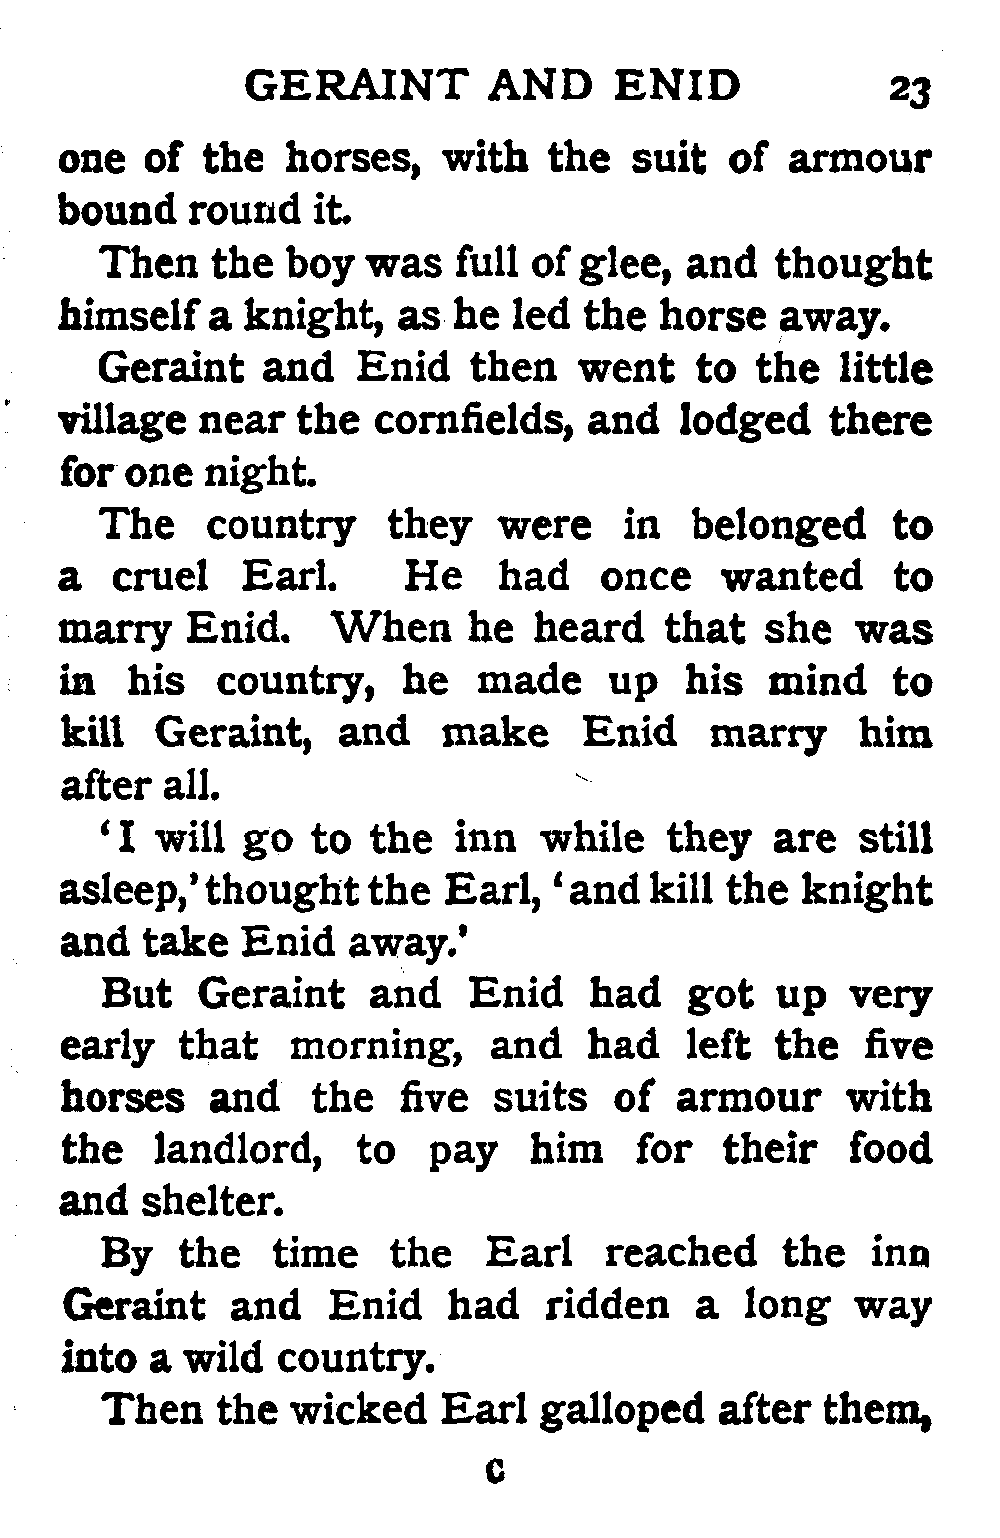 GERAINT AND ENID 23
one of the horses, with the suit of armour
bound round it.
Then the boy was full of glee, and thought
himself a knight, as he led the horse away.
Geraint and Enid then went to the little
village near the cornfields, and lodged there
for one night.
The country they were in belonged to
a cruel Earl. He had once wanted to
marry Enid. When he heard that she was
in his country, he made up his mind to
kill Geraint, and make Enid marry him
after all.
‘I will go to the inn while they are still
asleep,’ thought the Earl, ‘and kill the knight
and take Enid away.’
But Geraint and Enid had got up very
early that morning, and had left the five
horses and the five suits of armour with
the landlord, to pay him for their food
and shelter.
By the time the Earl reached the inn
Geraint and Enid had ridden a long way
into a wild country.
Then the wicked Earl galloped after them,
C